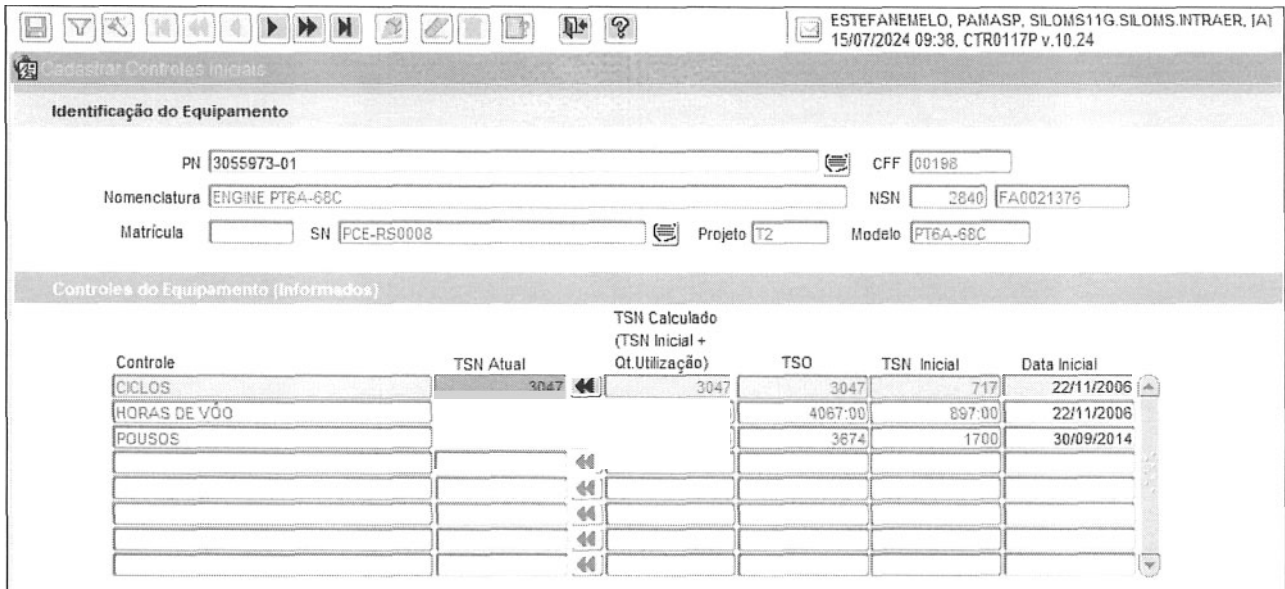 ESTEFANEMELO, PAMASP, SILOMS11G.SILOMS.INTRAER, [A]
15/07/2024 09:38, CTR0117P v.10.24
Cadastrar Controles Iniciais
Identificação do Equipamento
PN 3055973-01 CFF 00198
Nomenclatura ENGINE PT6A-68C NSN 2840 FA0021376
Matrícula SN PCE-RS0008 Projeto T2 Modelo PT6A-68C
Controles do Equipamento (Informados)
TSN Calculado
(TSN Inicial +
Controle TSN Atual Qt.Utilização) TSO TSN Inicial Data Inicial
CICLOS 3047 3047 3047 717 22/11/2006
HORAS DE VÔO 4067:00 897:00 22/11/2006
POUSOS 3674 1700 30/09/2014